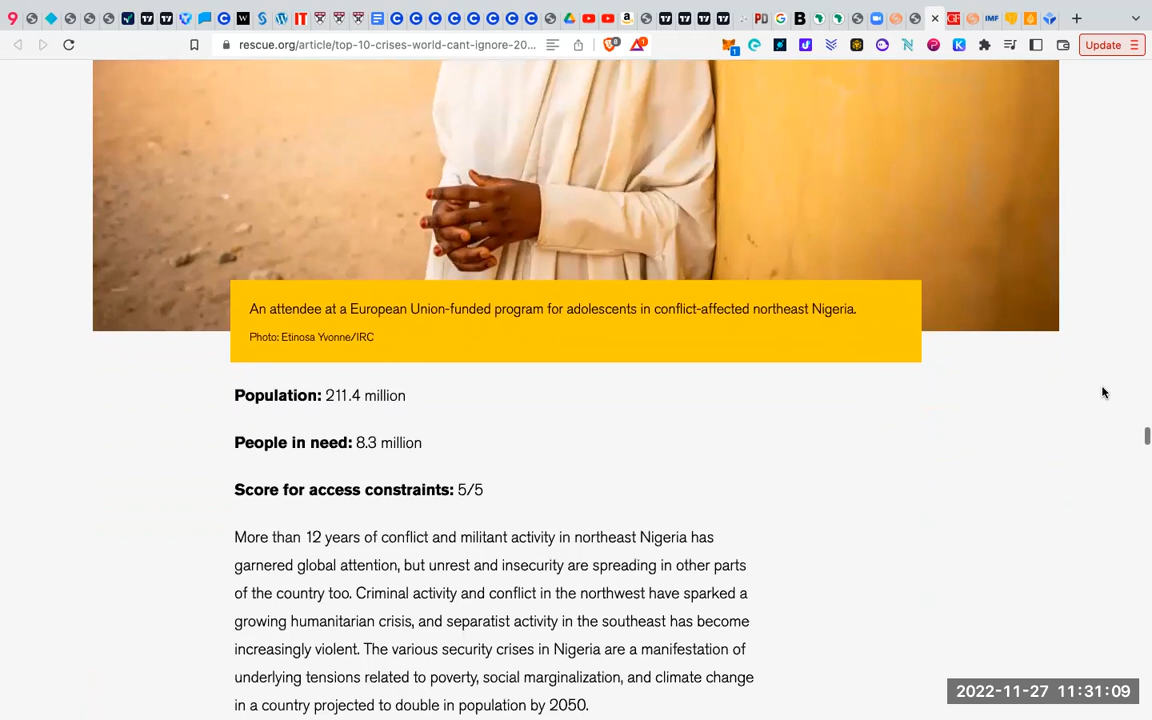 rescue.org/article/top-10-crises-world-cant-ignore-20...
Update
An attendee at a European Union-funded program for adolescents in conflict-affected northeast Nigeria.
Photo: Etinosa Yvonne/IRC
Population: 211.4 million
People in need: 8.3 million
Score for access constraints: 5/5
More than 12 years of conflict and militant activity in northeast Nigeria has
garnered global attention, but unrest and insecurity are spreading in other parts
of the country too. Criminal activity and conflict in the northwest have sparked a
growing humanitarian crisis, and separatist activity in the southeast has become
increasingly violent. The various security crises in Nigeria are a manifestation of
underlying tensions related to poverty, social marginalization, and climate change
in a country projected to double in population by 2050.
2022-11-27 11:31:09